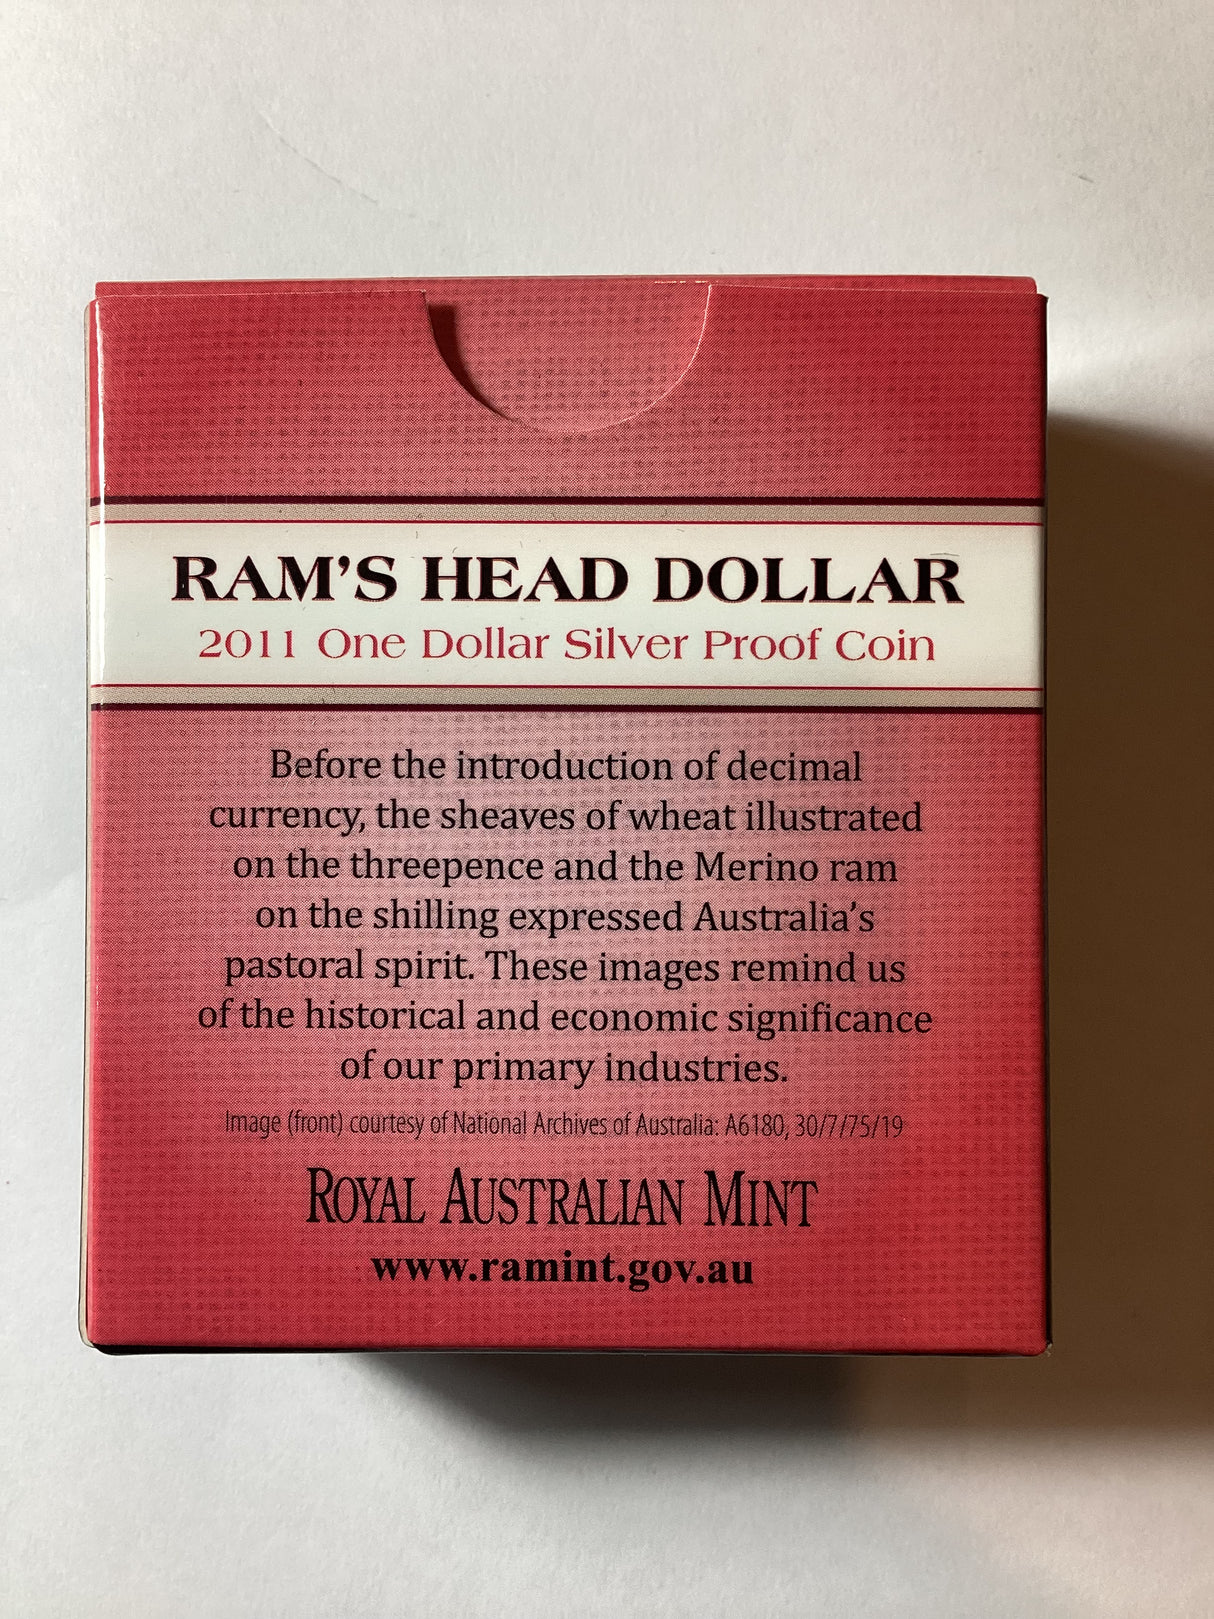 RAM'S HEAD DOLLAR
2011 One Dollar Silver Proof Coin
Before the introduction of decimal
currency, the sheaves of wheat illustrated
on the threepence and the Merino ram
on the shilling expressed Australia's
pastoral spirit. These images remind us
of the historical and economic significance
of our primary industries.
Image (front) courtesy of National Archives of Australia: A6180, 30/7/75/19
ROYAL AUSTRALIAN MINT
www.ramint.gov.au